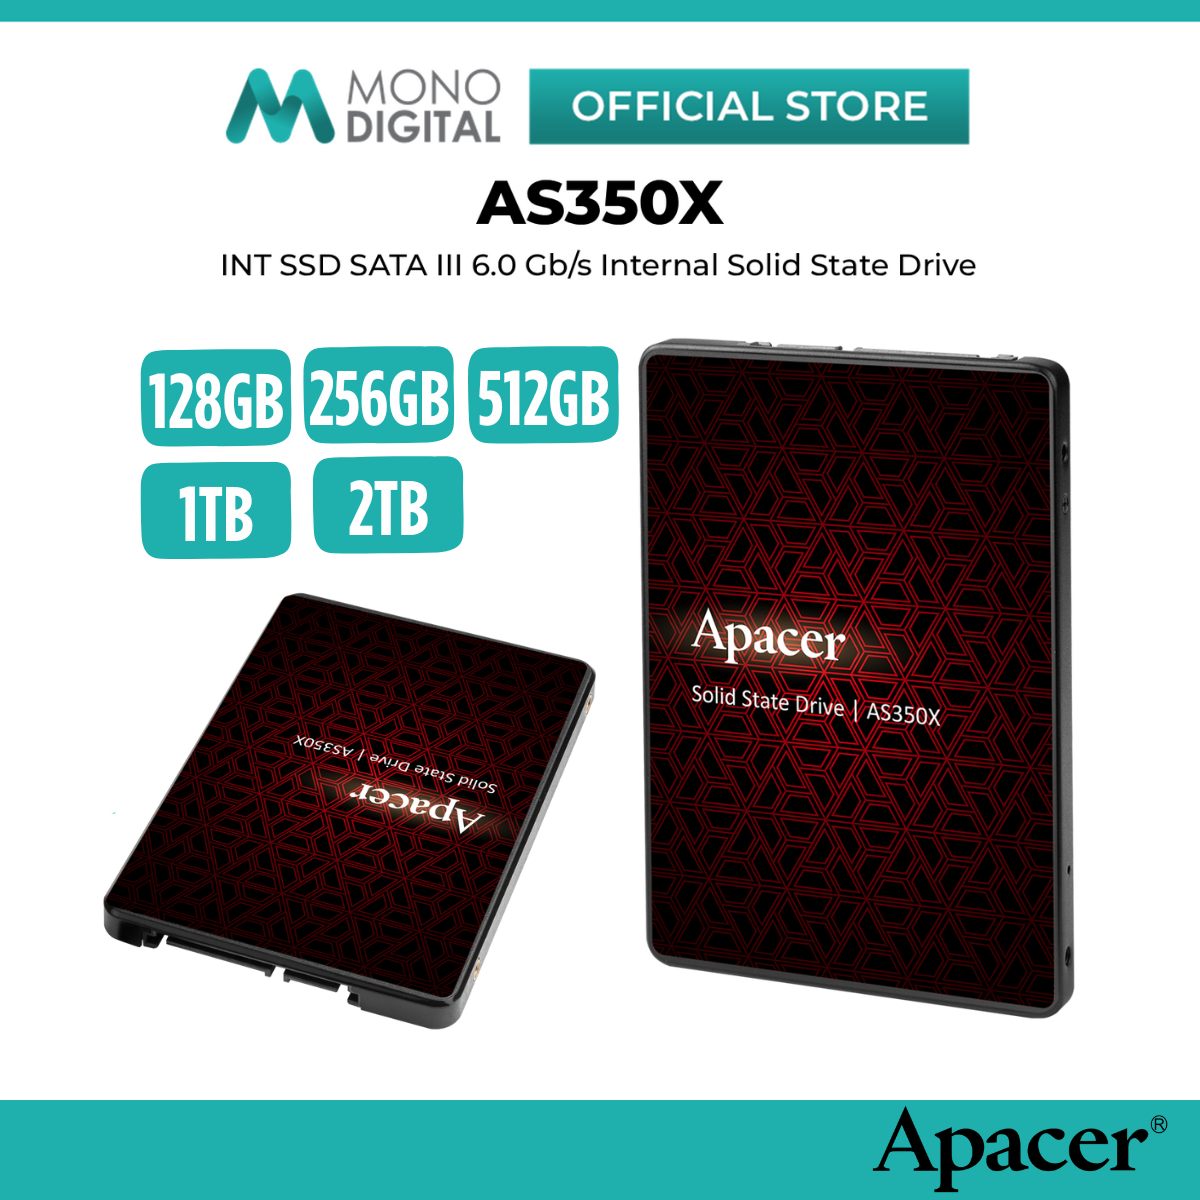 MONO
DIGITAL
OFFICIAL STORE
AS350X
INT SSD SATA III 6.0 Gb/s Internal Solid State Drive
128GB
256GB
512GB
1TB
2TB
Apacer
Solid State Drive | AS350X
Apacer
Solid State Drive | AS350X
Apacer®